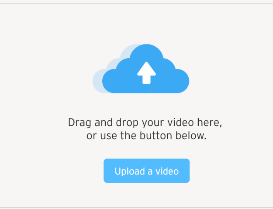 Drag and drop your video here,
or use the button below.
Upload a video